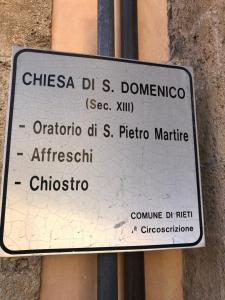 CHIESA DI S. DOMENICO
(Sec. XIII)
- Oratorio di S. Pietro Martire
- Affreschi
- Chiostro
COMUNE DI RIETI
ª Circoscrizione